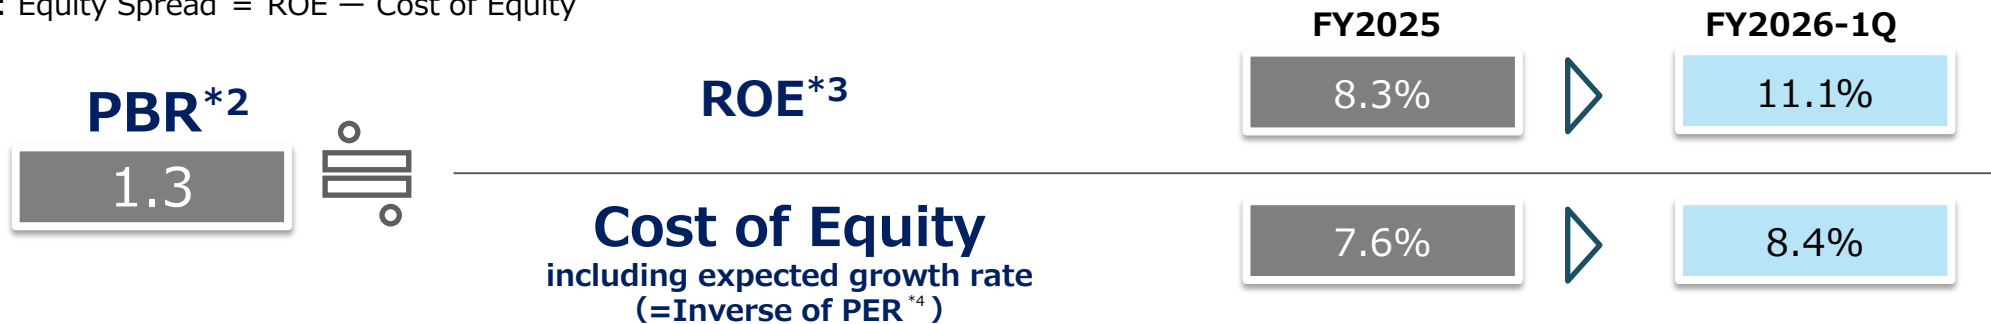 : Equity Spread = ROE — Cost of Equity
FY2025
FY2026-1Q
PBR*2
1.3
≒
ROE*3
8.3%
11.1%
Cost of Equity
including expected growth rate
(=Inverse of PER *4 )
7.6%
8.4%